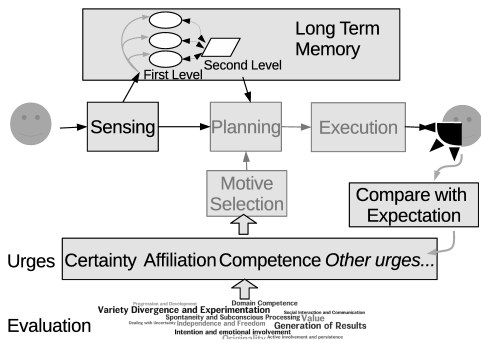 Long Term
Memory
First Level
Second Level
Sensing
Planning
Execution
Motive
Selection
Compare with
Expectation
Urges
Certainty Affiliation Competence Other urges...
Evaluation
Progression and Development
Domain Competence
Variety Divergence and Experimentation
Social Interaction and Communication
Spontaneity and Subconscious Processing
Value
Dealing with Uncertainty
Independence and Freedom
Generation of Results
Intention and emotional involvement
Originality
Active involvement and persistence